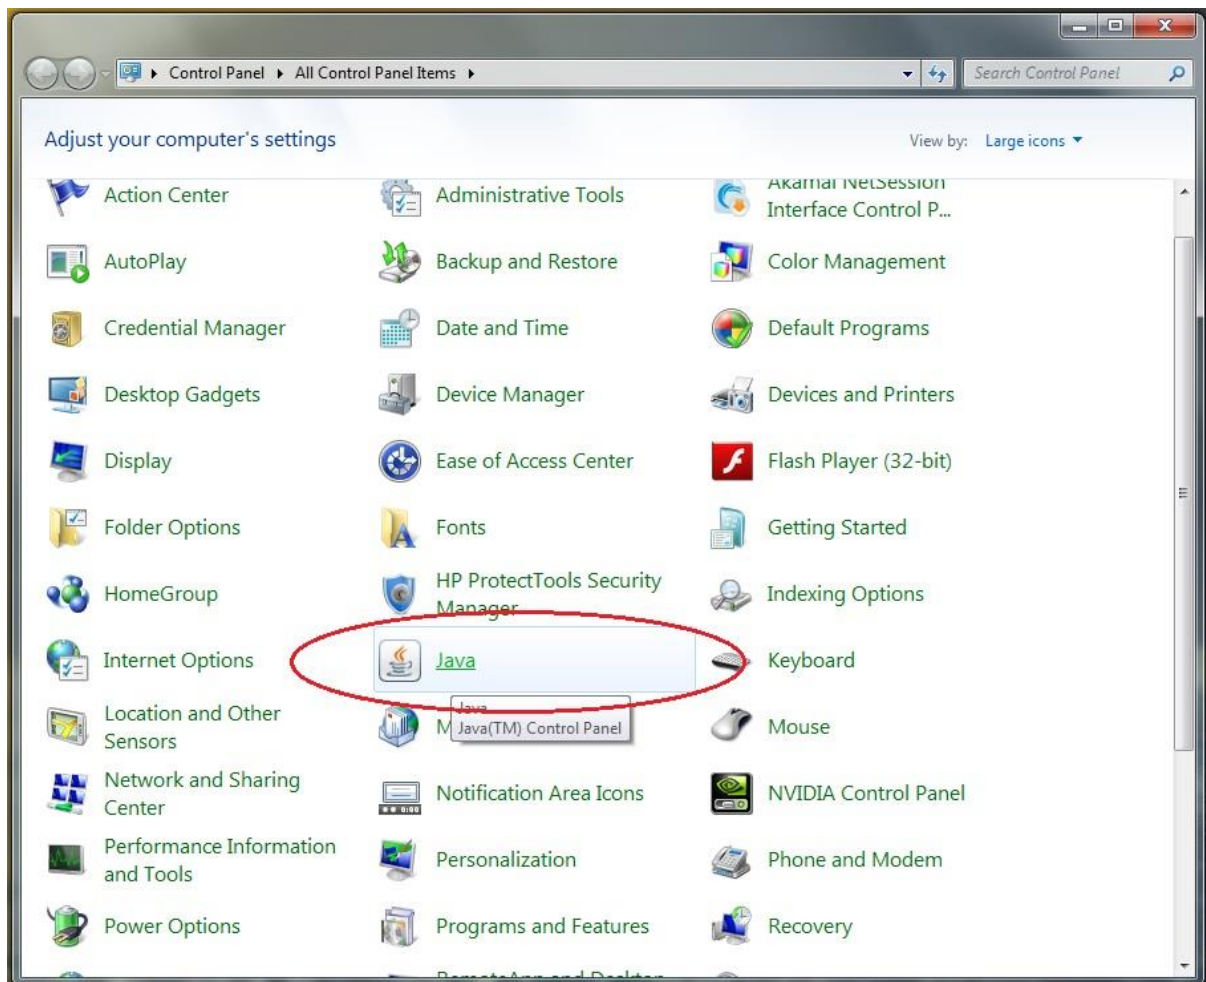 Control Panel All Control Panel Items
Search Control Panel
Adjust your computer's settings
View by: Large icons
Action Center
Administrative Tools
Akamai NetSession
Interface Control P...
AutoPlay
Backup and Restore
Color Management
Credential Manager
Date and Time
Default Programs
Desktop Gadgets
Device Manager
Devices and Printers
Display
Ease of Access Center
Flash Player (32-bit)
Folder Options
Fonts
Getting Started
HomeGroup
HP ProtectTools Security
Manager
Indexing Options
Internet Options
Java
Keyboard
Location and Other
Sensors
M
Java
Java(TM) Control Panel
Mouse
Network and Sharing
Center
Notification Area Icons
NVIDIA Control Panel
Performance Information
and Tools
Personalization
Phone and Modem
Power Options
Programs and Features
Recovery
RemoteApp and Desktop